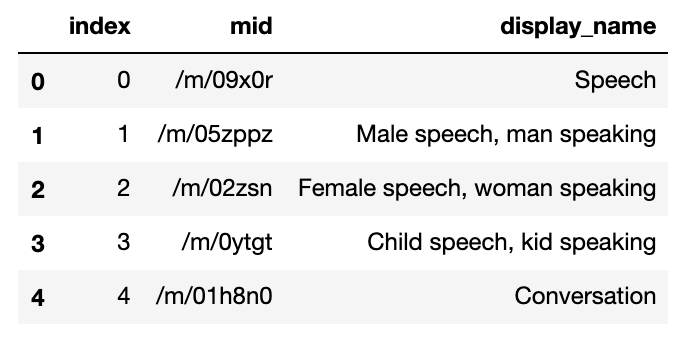 index mid display_name
0 0 /m/09x0r Speech
1 1 /m/05zppz Male speech, man speaking
2 2 /m/02zsn Female speech, woman speaking
3 3 /m/0ytgt Child speech, kid speaking
4 4 /m/01h8n0 Conversation